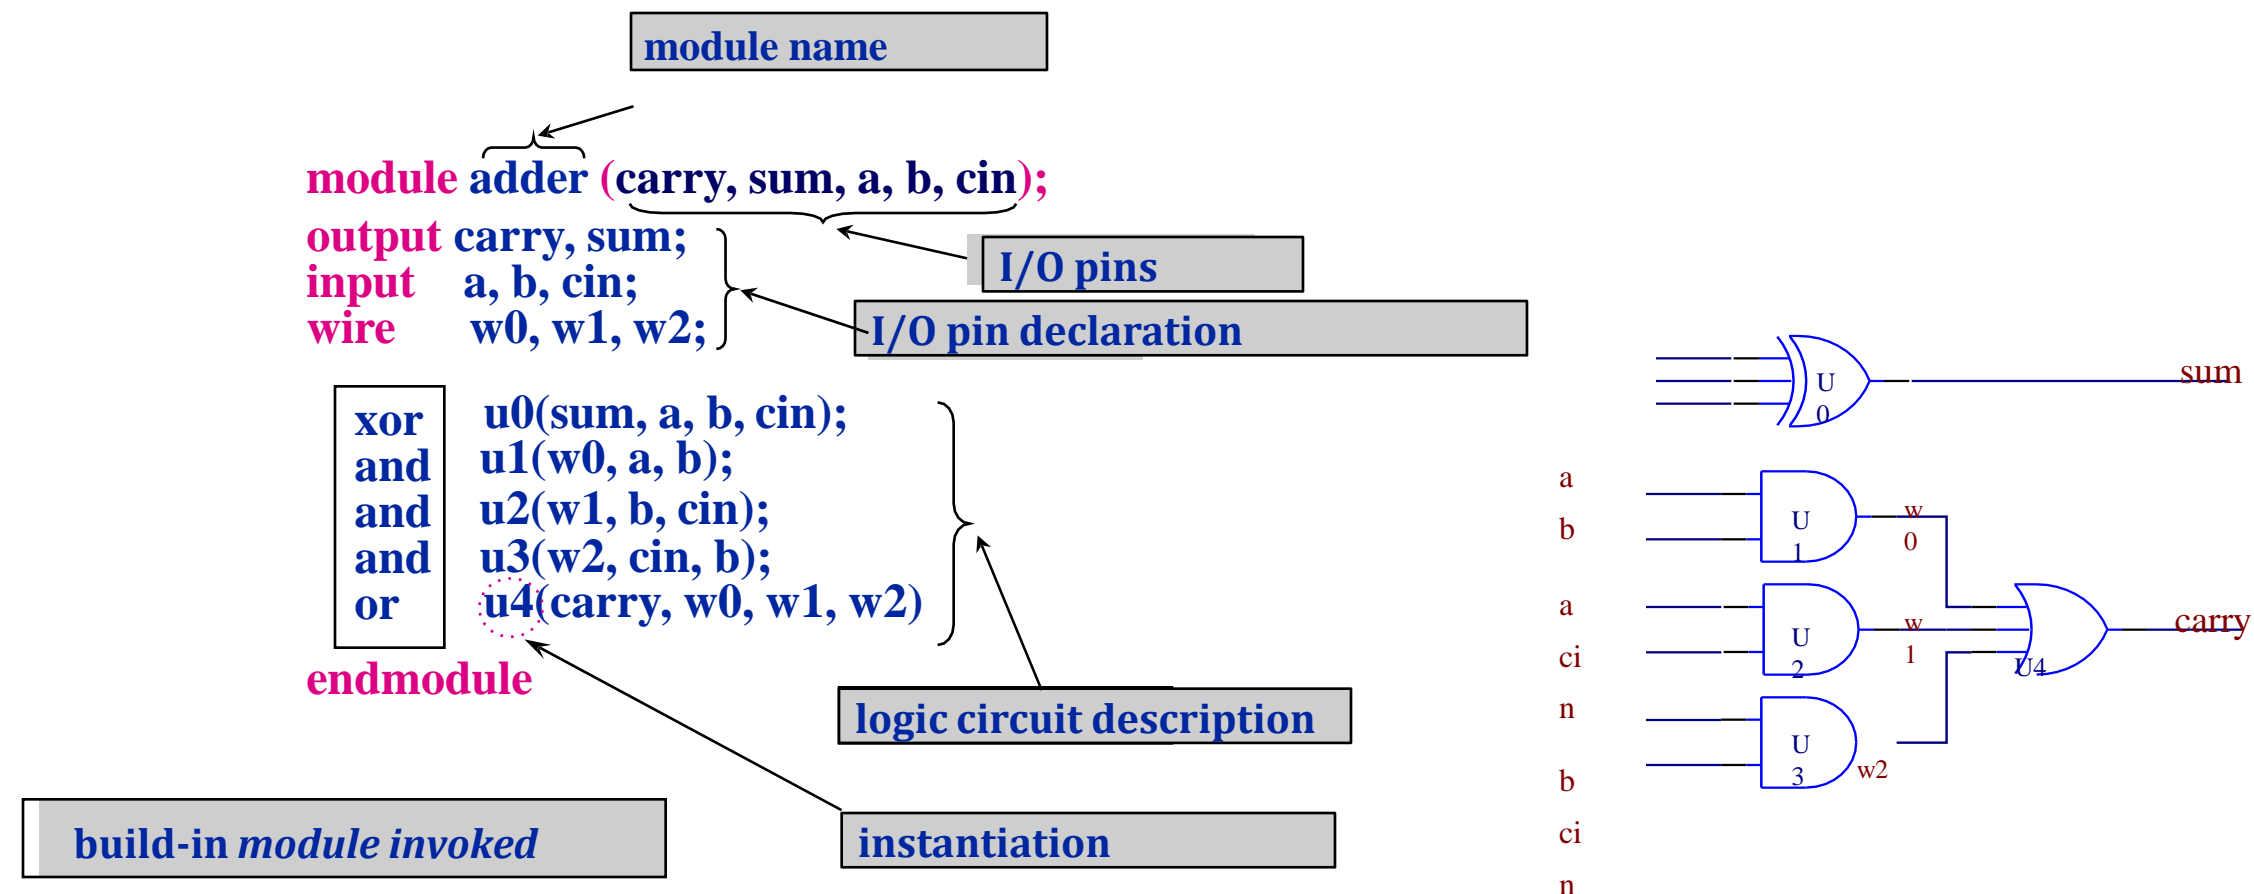 module name
module adder (carry, sum, a, b, cin);
output carry, sum;
input a, b, cin;
wire w0, w1, w2;
I/O pins
I/O pin declaration
xor u0(sum, a, b, cin);
and u1(w0, a, b);
and u2(w1, b, cin);
and u3(w2, cin, b);
or u4(carry, w0, w1, w2)
endmodule
logic circuit description
build-in module invoked
instantiation
U
0
sum
a
b
U
1
w
0
a
ci
n
U
2
w
1
U4
carry
b
ci
n
U
3
w2